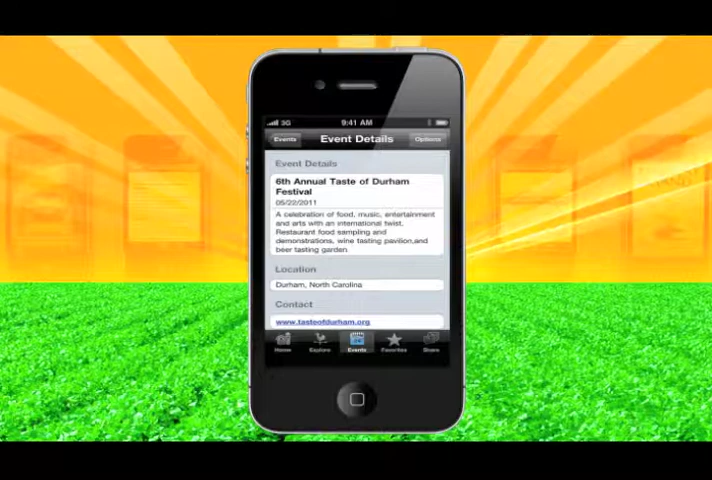 3G 9:41 AM
Events Event Details Options
Event Details
6th Annual Taste of Durham
Festival
05/22/2011
A celebration of food, music, entertainment
and arts with an international twist.
Restaurant food sampling and
demonstrations, wine tasting pavilion,and
beer tasting garden
Location
Durham, North Carolina
Contact
www.tasteofdurham.org
Home Explore Events Favorites Share